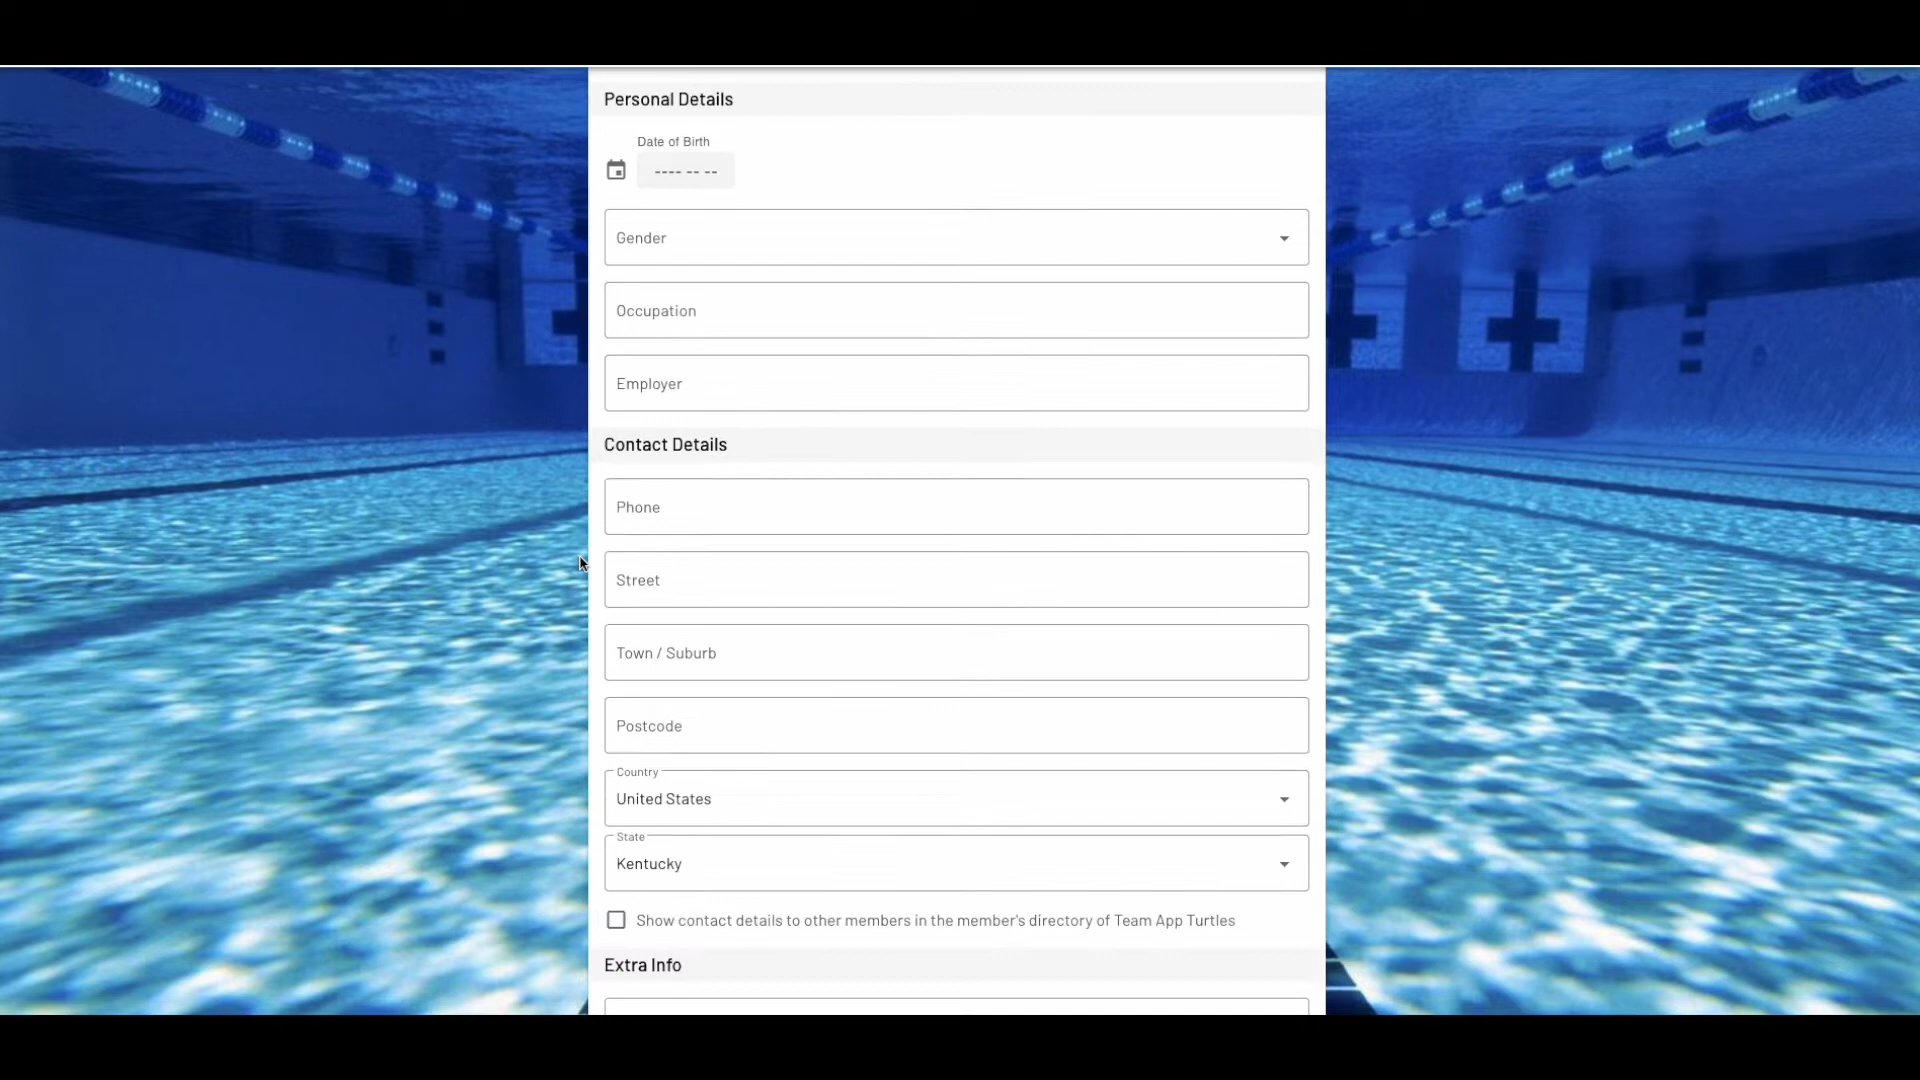 Personal Details
Date of Birth
---- -- --
Gender
Occupation
Employer
Contact Details
Phone
Street
Town / Suburb
Postcode
Country
United States
State
Kentucky
Show contact details to other members in the member's directory of Team App Turtles
Extra Info